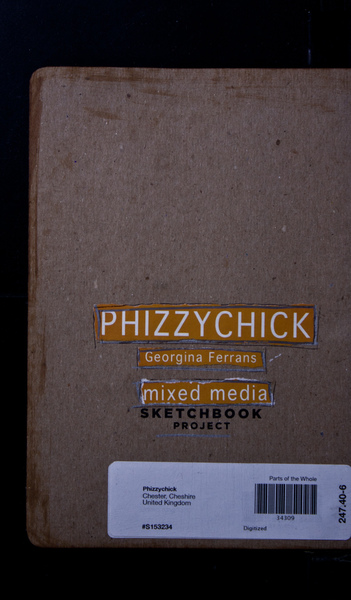 PHIZZYCHICK
Georgina Ferrans
mixed media
SKETCHBOOK
PROJECT
Phizzychick
Chester, Cheshire
United Kingdom
#S153234
Parts of the Whole
14309
Digitized
247.40-6